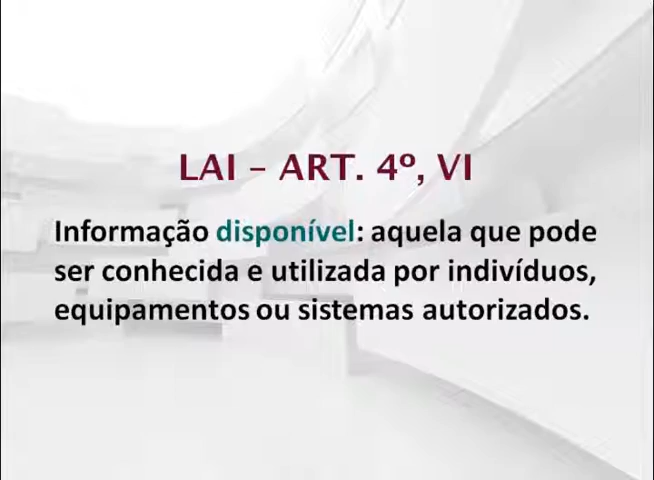 LAI – ART. 4º, VI
Informação disponível: aquela que pode
ser conhecida e utilizada por indivíduos,
equipamentos ou sistemas autorizados.